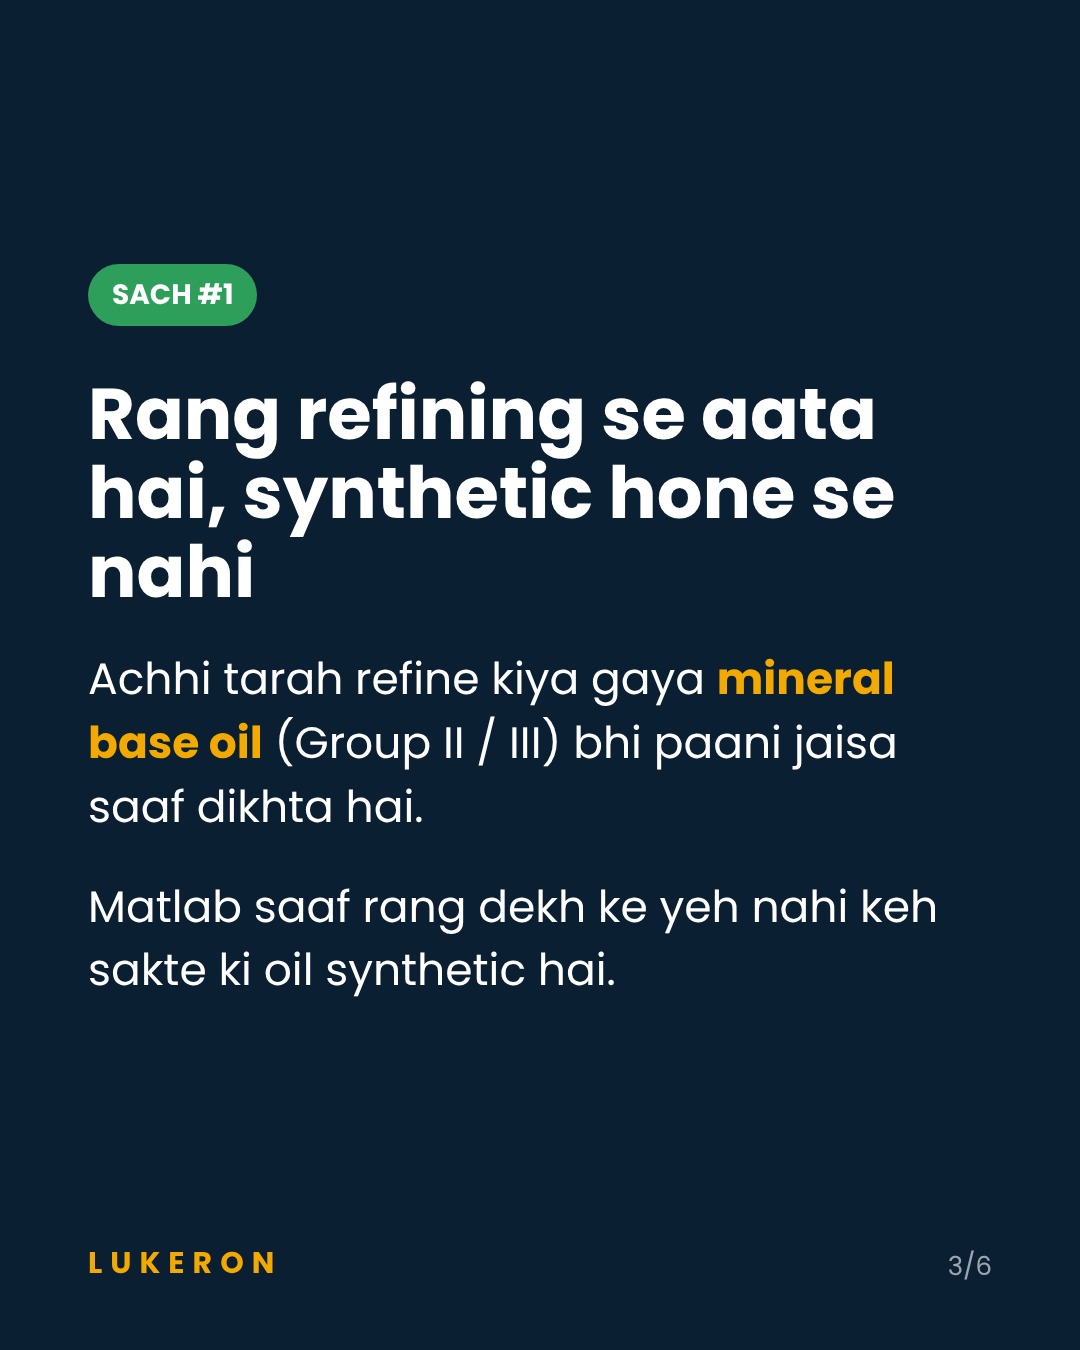 SACH #1
Rang refining se aata
hai, synthetic hone se
nahi
Achhi tarah refine kiya gaya mineral
base oil (Group II / III) bhi paani jaisa
saaf dikhta hai.
Matlab saaf rang dekh ke yeh nahi keh
sakte ki oil synthetic hai.
LUKERON
3/6